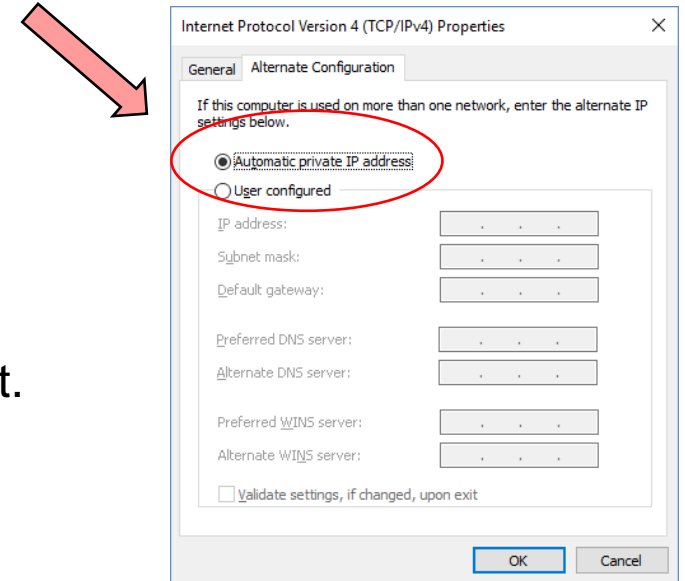 Internet Protocol Version 4 (TCP/IPv4) Properties
General
Alternate Configuration
If this computer is used on more than one network, enter the alternate IP
settings below.
Automatic private IP address
User configured
IP address:
Subnet mask:
Default gateway:
Preferred DNS server:
Alternate DNS server:
t.
Preferred WINS server:
Alternate WINS server:
Validate settings, if changed, upon exit
OK
Cancel